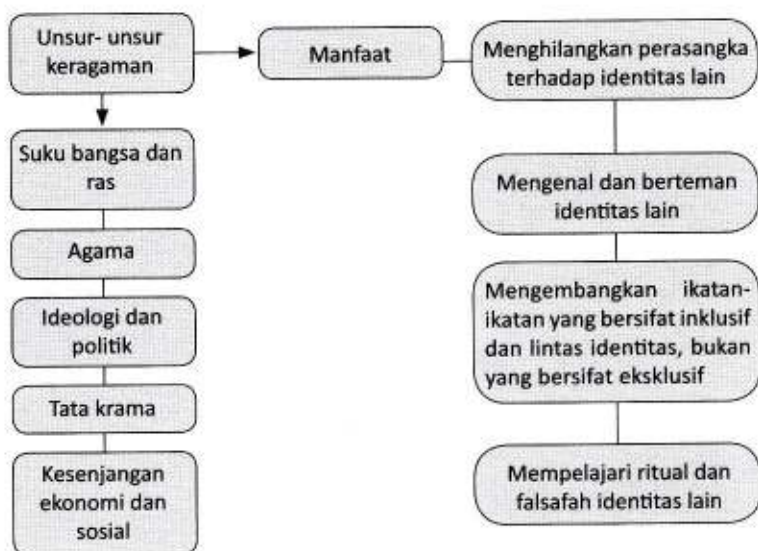 Unsur- unsur
keragaman
Manfaat
Menghilangkan perasangka
terhadap identitas lain
Suku bangsa dan
ras
Agama
Ideologi dan
politik
Tata krama
Kesenjangan
ekonomi dan
sosial
Mengenal dan berteman
identitas lain
Mengembangkan ikatan-
ikatan yang bersifat inklusif
dan lintas identitas, bukan
yang bersifat eksklusif
Mempelajari ritual dan
falsafah identitas lain